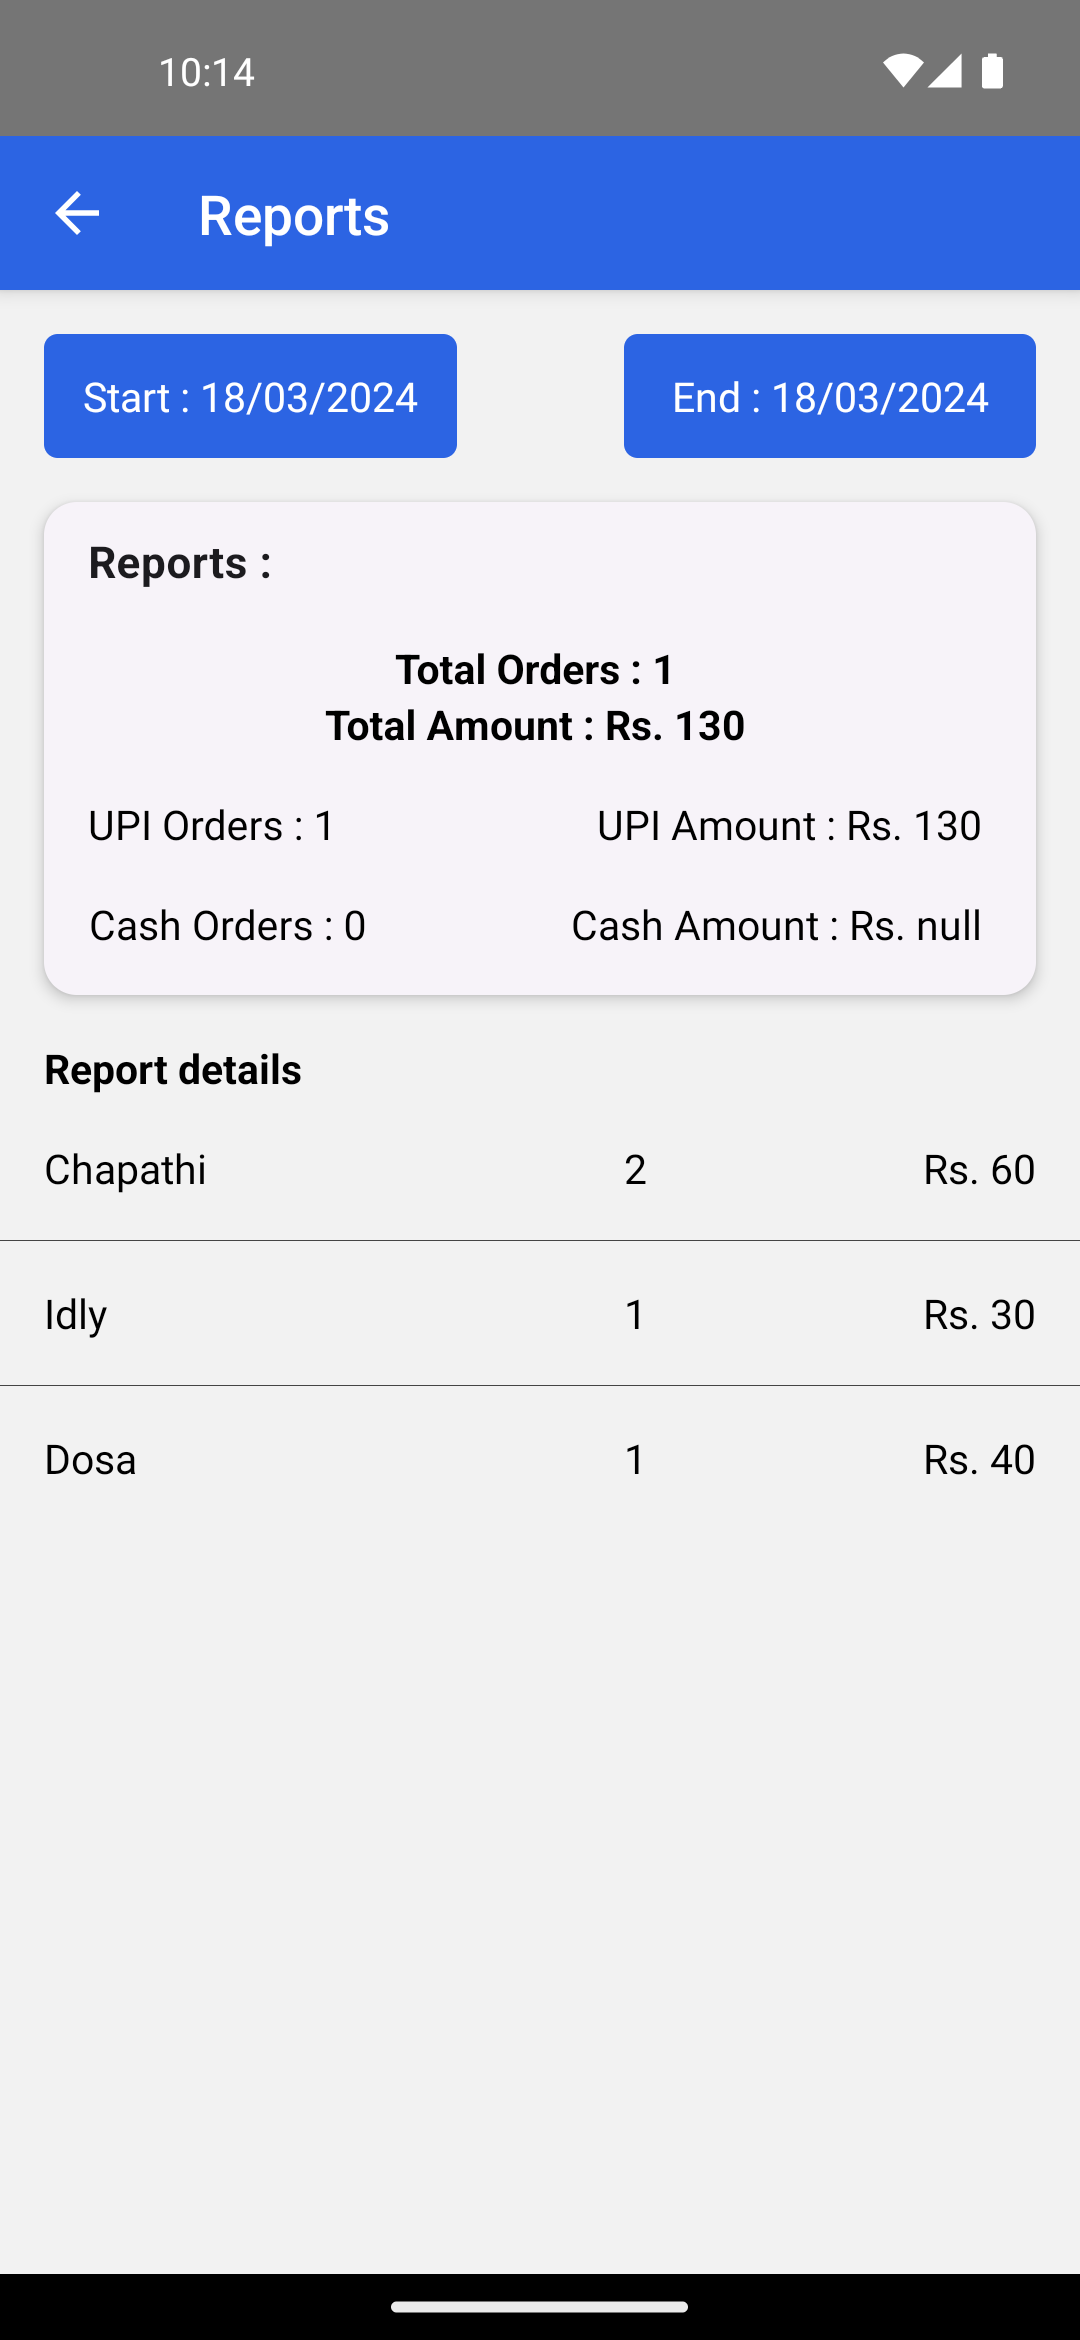 10:14
Reports
Start : 18/03/2024 End : 18/03/2024
Reports :
Total Orders : 1
Total Amount : Rs. 130
UPI Orders : 1 UPI Amount : Rs. 130
Cash Orders : 0 Cash Amount : Rs. null
Report details
Chapathi 2 Rs. 60
Idly 1 Rs. 30
Dosa 1 Rs. 40